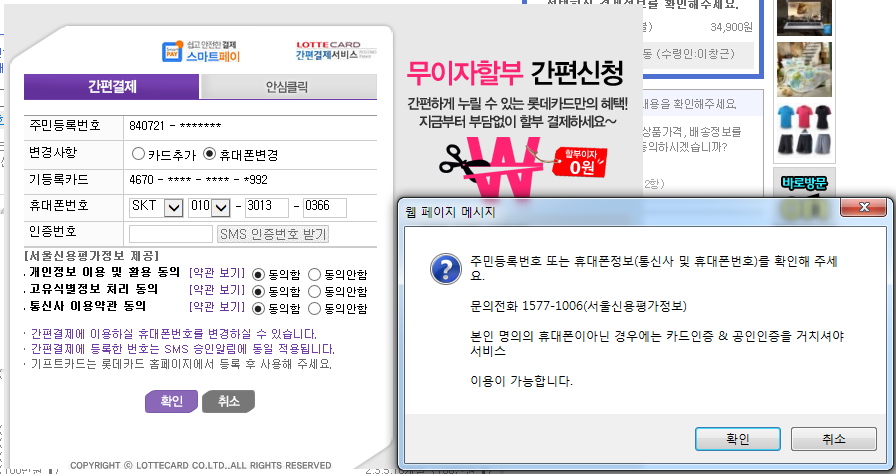 결제정보를 확인해주세요.
34,900원
동 (수령인:이창근)
내용을 확인해주세요.
상품가격, 배송정보를
동의하시겠습니까?
2항)
바로방문
쉽고 안전한 결제
스마트페이
LOTTECARD
간편결제서비스
간편결제
안심클릭
주민등록번호 840721 - *******
변경사항 카드추가 휴대폰변경
기등록카드 4670 - **** - **** - *992
휴대폰번호 SKT 010 - 3013 - 0366
인증번호 SMS 인증번호 받기
[서울신용평가정보 제공]
. 개인정보 이용 및 활용 동의 [약관 보기] 동의함 동의안함
. 고유식별정보 처리 동의 [약관 보기] 동의함 동의안함
. 통신사 이용약관 동의 [약관 보기] 동의함 동의안함
· 간편결제에 이용하실 휴대폰번호를 변경하실 수 있습니다.
· 간편결제에 등록한 번호는 SMS 승인알림에 동일 적용됩니다.
· 기프트카드는 롯데카드 홈페이지에서 등록 후 사용해 주세요.
확인 취소
COPYRIGHT © LOTTECARD CO.LTD..ALL RIGHTS RESERVED
무이자할부 간편신청
간편하게 누릴 수 있는 롯데카드만의 혜택!
지금부터 부담없이 할부 결제하세요~
할부이자
0원
웹 페이지 메시지
주민등록번호 또는 휴대폰정보(통신사 및 휴대폰번호)를 확인해 주세
요.
문의전화 1577-1006(서울신용평가정보)
본인 명의의 휴대폰이아닌 경우에는 카드인증 & 공인인증을 거치셔야
서비스
이용이 가능합니다.
확인 취소